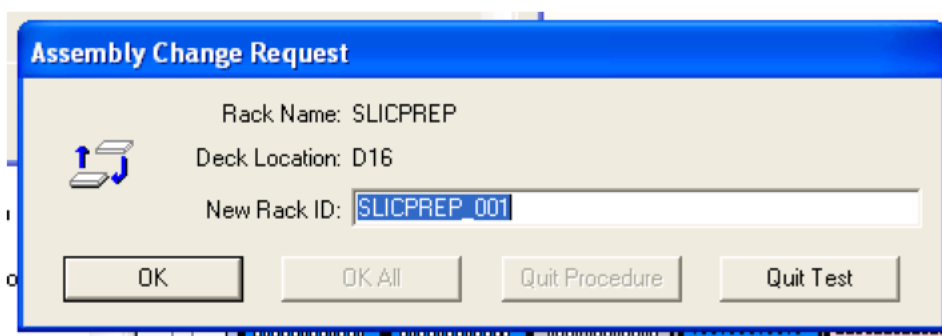 Assembly Change Request
Rack Name: SLICPREP
Deck Location: D16
New Rack ID: SLICPREP_001
OK OK All Quit Procedure Quit Test